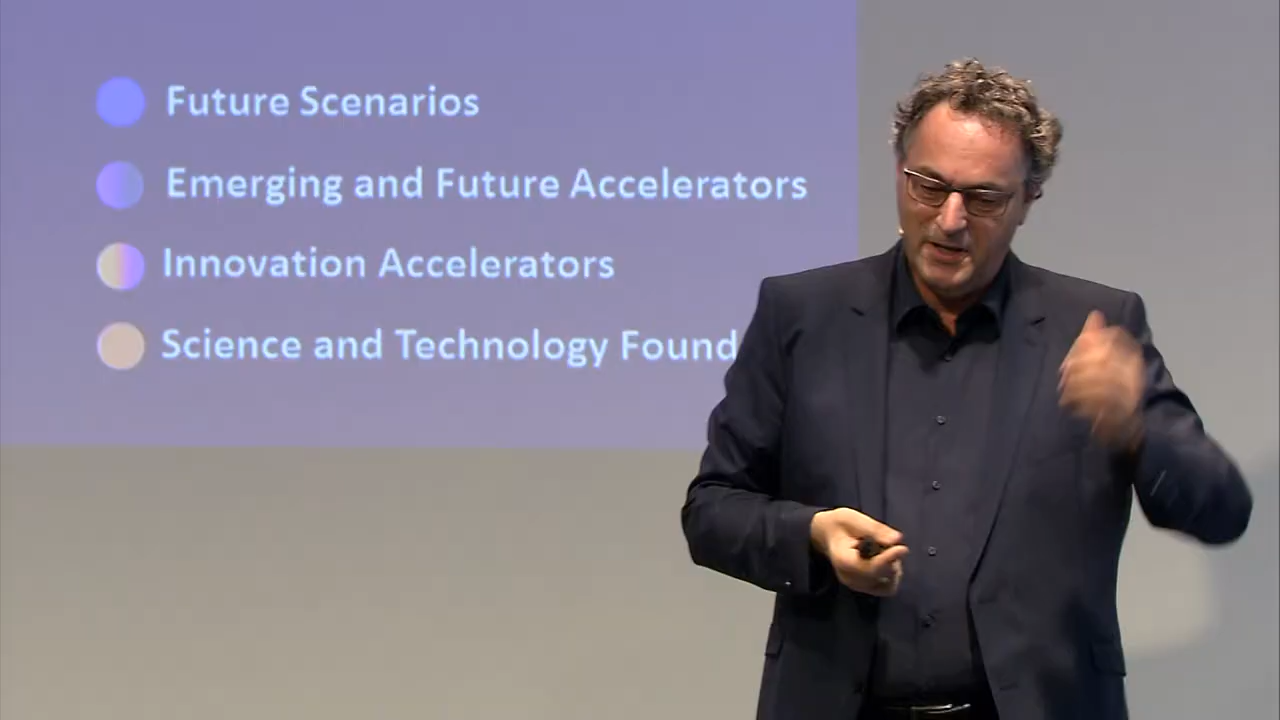 Future Scenarios
Emerging and Future Accelerators
Innovation Accelerators
Science and Technology Found